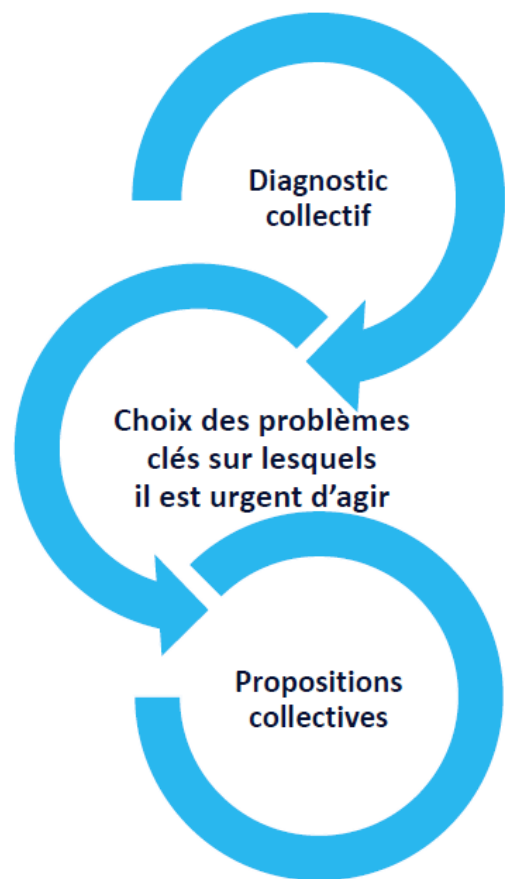 Diagnostic
collectif
Choix des problèmes
clés sur lesquels
il est urgent d’agir
Propositions
collectives